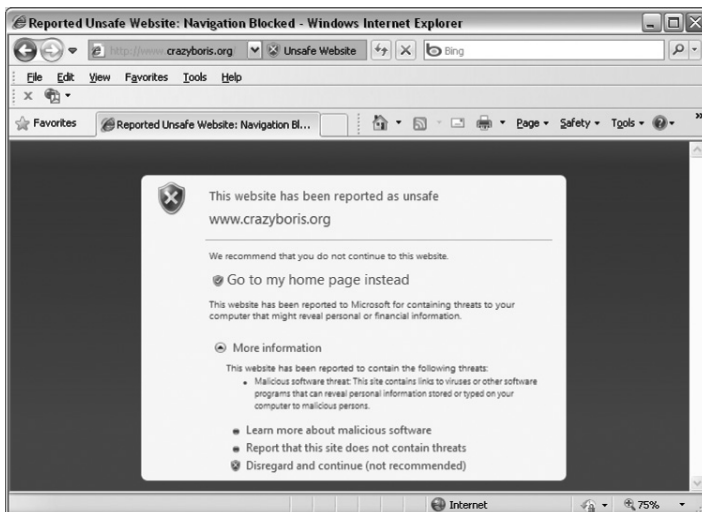 Reported Unsafe Website: Navigation Blocked - Windows Internet Explorer
http://www.crazyboris.org/ Unsafe Website Bing
File Edit View Favorites Tools Help
Favorites Reported Unsafe Website: Navigation Bl... Page Safety Tools
This website has been reported as unsafe
www.crazyboris.org
We recommend that you do not continue to this website.
Go to my home page instead
This website has been reported to Microsoft for containing threats to your
computer that might reveal personal or financial information.
More information
This website has been reported to contain the following threats:
• Malicious software threat: This site contains links to viruses or other software
programs that can reveal personal information stored or typed on your
computer to malicious persons.
Learn more about malicious software
Report that this site does not contain threats
Disregard and continue (not recommended)
Internet 75%